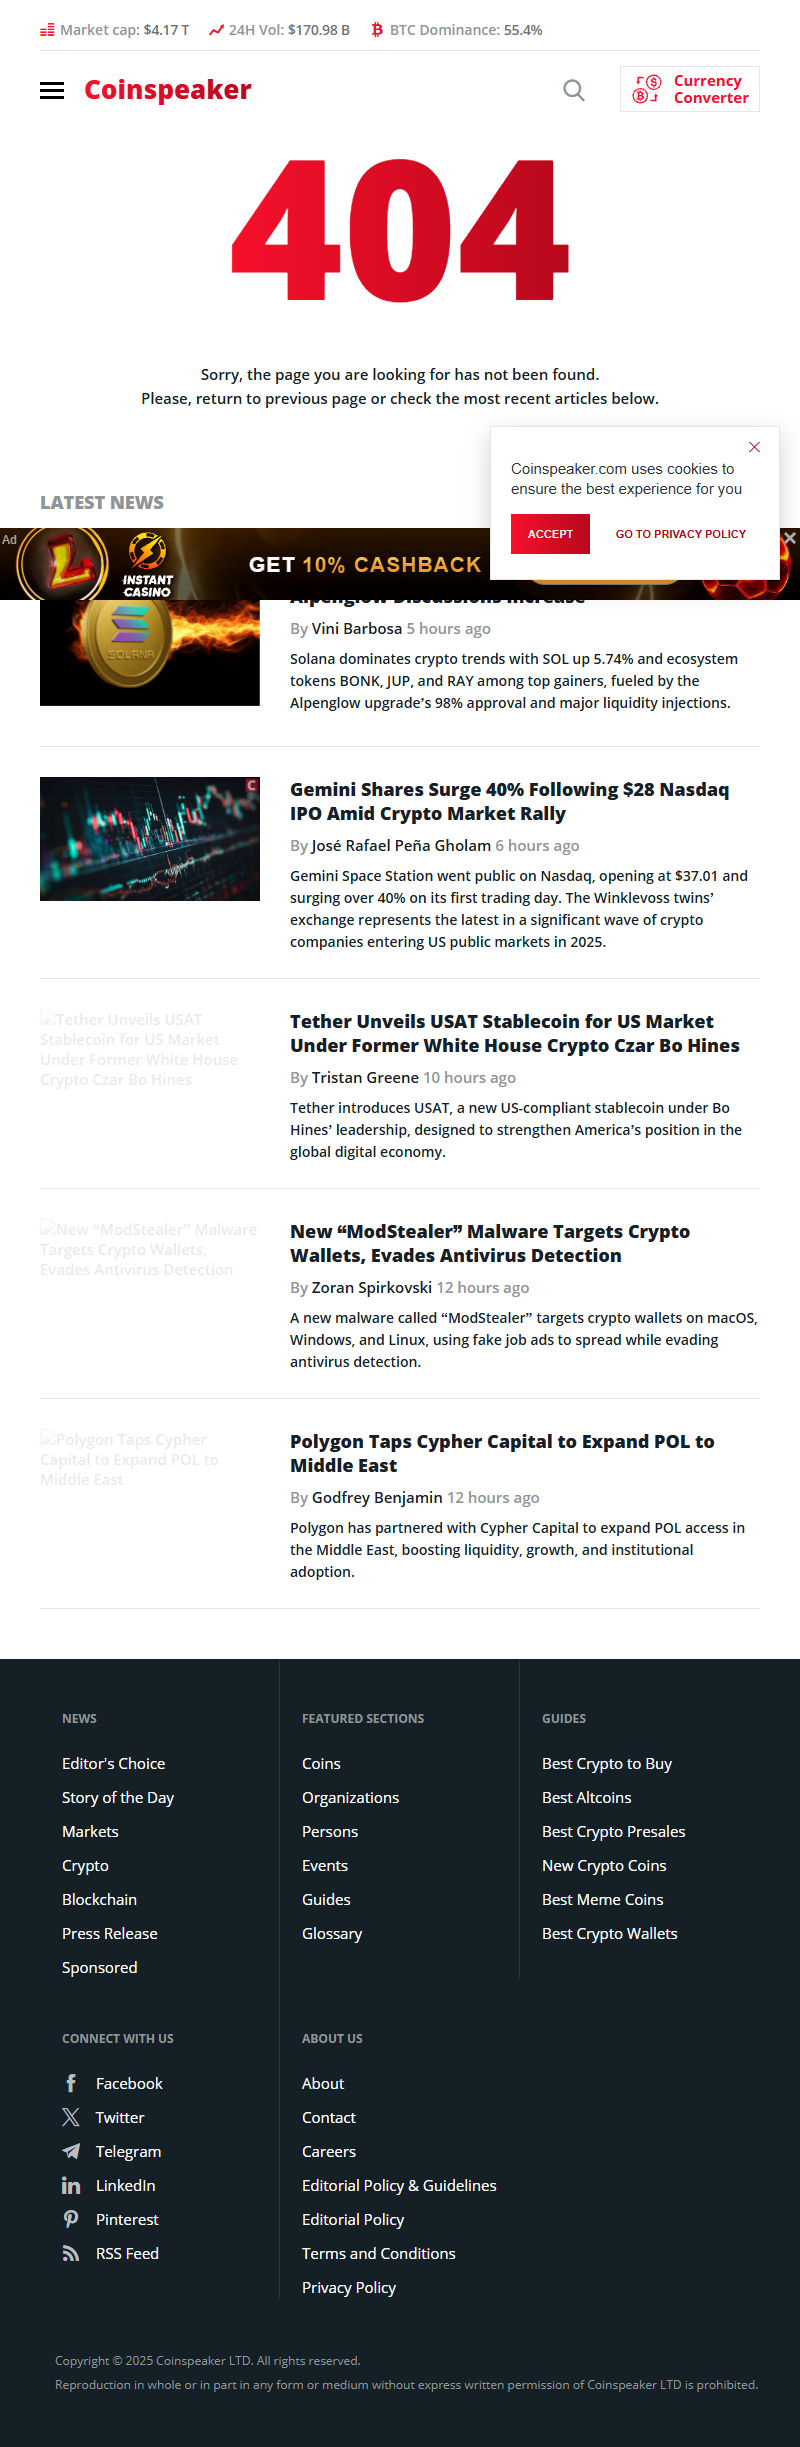 Market cap: $4.17 T 24H Vol: $170.98 B BTC Dominance: 55.4%
Coinspeaker
Currency
Converter
404
Sorry, the page you are looking for has not been found.
Please, return to previous page or check the most recent articles below.
Coinspeaker.com uses cookies to
ensure the best experience for you
ACCEPT GO TO PRIVACY POLICY
LATEST NEWS
Ad
INSTANT
CASINO
GET 10% CASHBACK
Alpenglow Discussions Increase
SOLANA
By Vini Barbosa 5 hours ago
Solana dominates crypto trends with SOL up 5.74% and ecosystem
tokens BONK, JUP, and RAY among top gainers, fueled by the
Alpenglow upgrade’s 98% approval and major liquidity injections.
C
Gemini Shares Surge 40% Following $28 Nasdaq
IPO Amid Crypto Market Rally
By José Rafael Peña Gholam 6 hours ago
Gemini Space Station went public on Nasdaq, opening at $37.01 and
surging over 40% on its first trading day. The Winklevoss twins’
exchange represents the latest in a significant wave of crypto
companies entering US public markets in 2025.
Tether Unveils USAT
Stablecoin for US Market
Under Former White House
Crypto Czar Bo Hines
Tether Unveils USAT Stablecoin for US Market
Under Former White House Crypto Czar Bo Hines
By Tristan Greene 10 hours ago
Tether introduces USAT, a new US-compliant stablecoin under Bo
Hines’ leadership, designed to strengthen America’s position in the
global digital economy.
New “ModStealer” Malware
Targets Crypto Wallets,
Evades Antivirus Detection
New “ModStealer” Malware Targets Crypto
Wallets, Evades Antivirus Detection
By Zoran Spirkovski 12 hours ago
A new malware called “ModStealer” targets crypto wallets on macOS,
Windows, and Linux, using fake job ads to spread while evading
antivirus detection.
Polygon Taps Cypher
Capital to Expand POL to
Middle East
Polygon Taps Cypher Capital to Expand POL to
Middle East
By Godfrey Benjamin 12 hours ago
Polygon has partnered with Cypher Capital to expand POL access in
the Middle East, boosting liquidity, growth, and institutional
adoption.
NEWS
Editor's Choice
Story of the Day
Markets
Crypto
Blockchain
Press Release
Sponsored
FEATURED SECTIONS
Coins
Organizations
Persons
Events
Guides
Glossary
GUIDES
Best Crypto to Buy
Best Altcoins
Best Crypto Presales
New Crypto Coins
Best Meme Coins
Best Crypto Wallets
CONNECT WITH US
Facebook
Twitter
Telegram
LinkedIn
Pinterest
RSS Feed
ABOUT US
About
Contact
Careers
Editorial Policy & Guidelines
Editorial Policy
Terms and Conditions
Privacy Policy
Copyright © 2025 Coinspeaker LTD. All rights reserved.
Reproduction in whole or in part in any form or medium without express written permission of Coinspeaker LTD is prohibited.